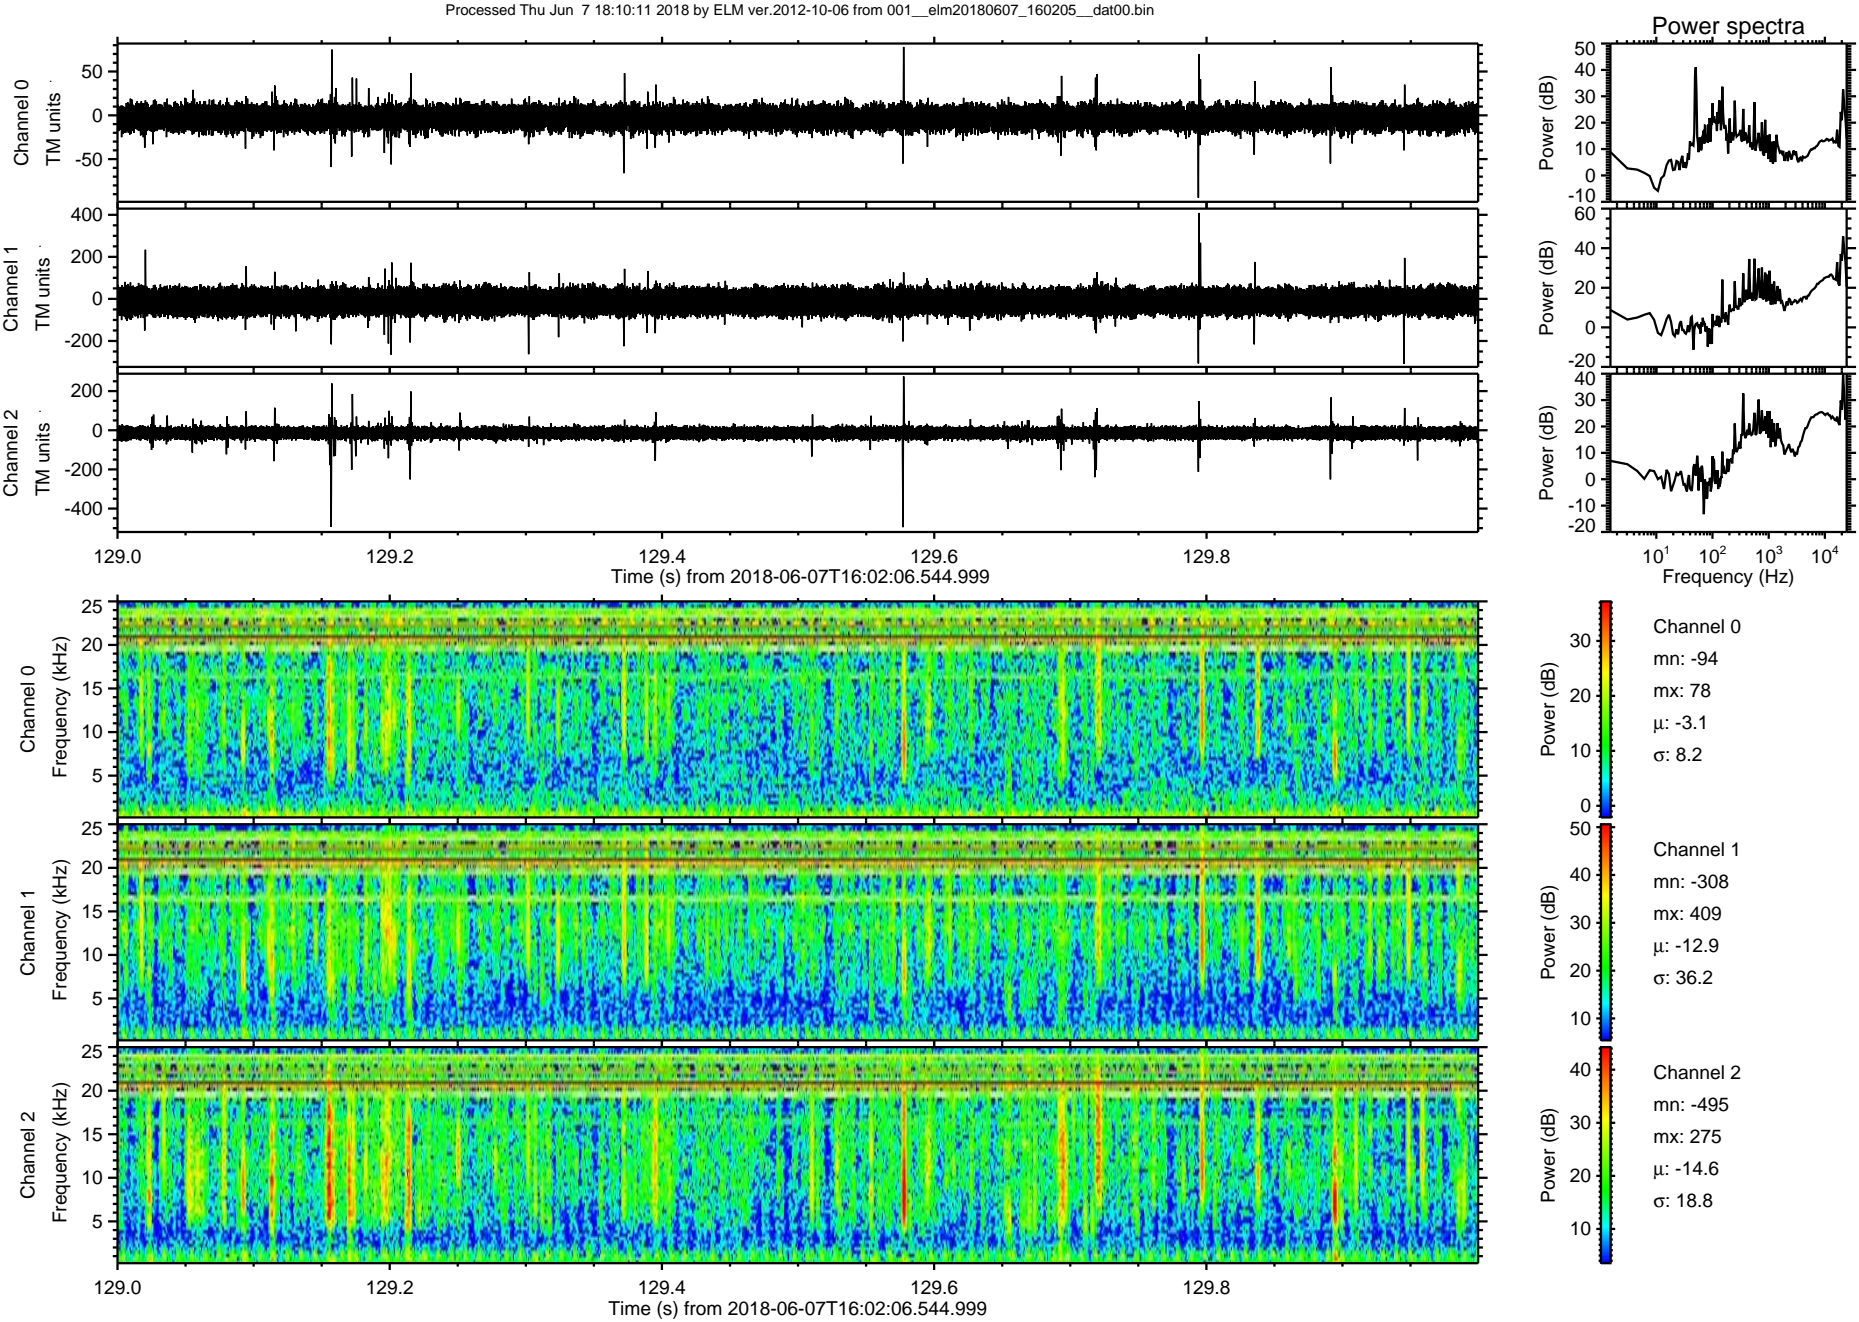 Processed Thu Jun  7 18:10:11 2018 by ELM ver.2012-10-06 from 001__elm20180607_160205__dat00.bin
Power spectra
Channel 0
TM units
50
0
-50
Power (dB)
50
40
30
20
10
0
-10
Channel 1
TM units
400
200
0
-200
Power (dB)
60
40
20
0
-20
Channel 2
TM units
200
0
-200
-400
Power (dB)
40
30
20
10
0
-10
-20
129.0 129.2 129.4 129.6 129.8
Time (s) from 2018-06-07T16:02:06.544.999
10¹ 10² 10³ 10⁴
Frequency (Hz)
Channel 0
Frequency (kHz)
25
20
15
10
5
Power (dB)
30
20
10
0
Channel 0
mn: -94
mx: 78
μ: -3.1
σ: 8.2
Channel 1
Frequency (kHz)
25
20
15
10
5
Power (dB)
50
40
30
20
10
Channel 1
mn: -308
mx: 409
μ: -12.9
σ: 36.2
Channel 2
Frequency (kHz)
25
20
15
10
5
Power (dB)
40
30
20
10
Channel 2
mn: -495
mx: 275
μ: -14.6
σ: 18.8
129.0 129.2 129.4 129.6 129.8
Time (s) from 2018-06-07T16:02:06.544.999